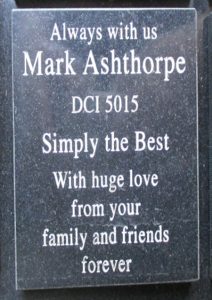 Always with us
Mark Ashthorpe
DCI 5015
Simply the Best
With huge love
from your
family and friends
forever